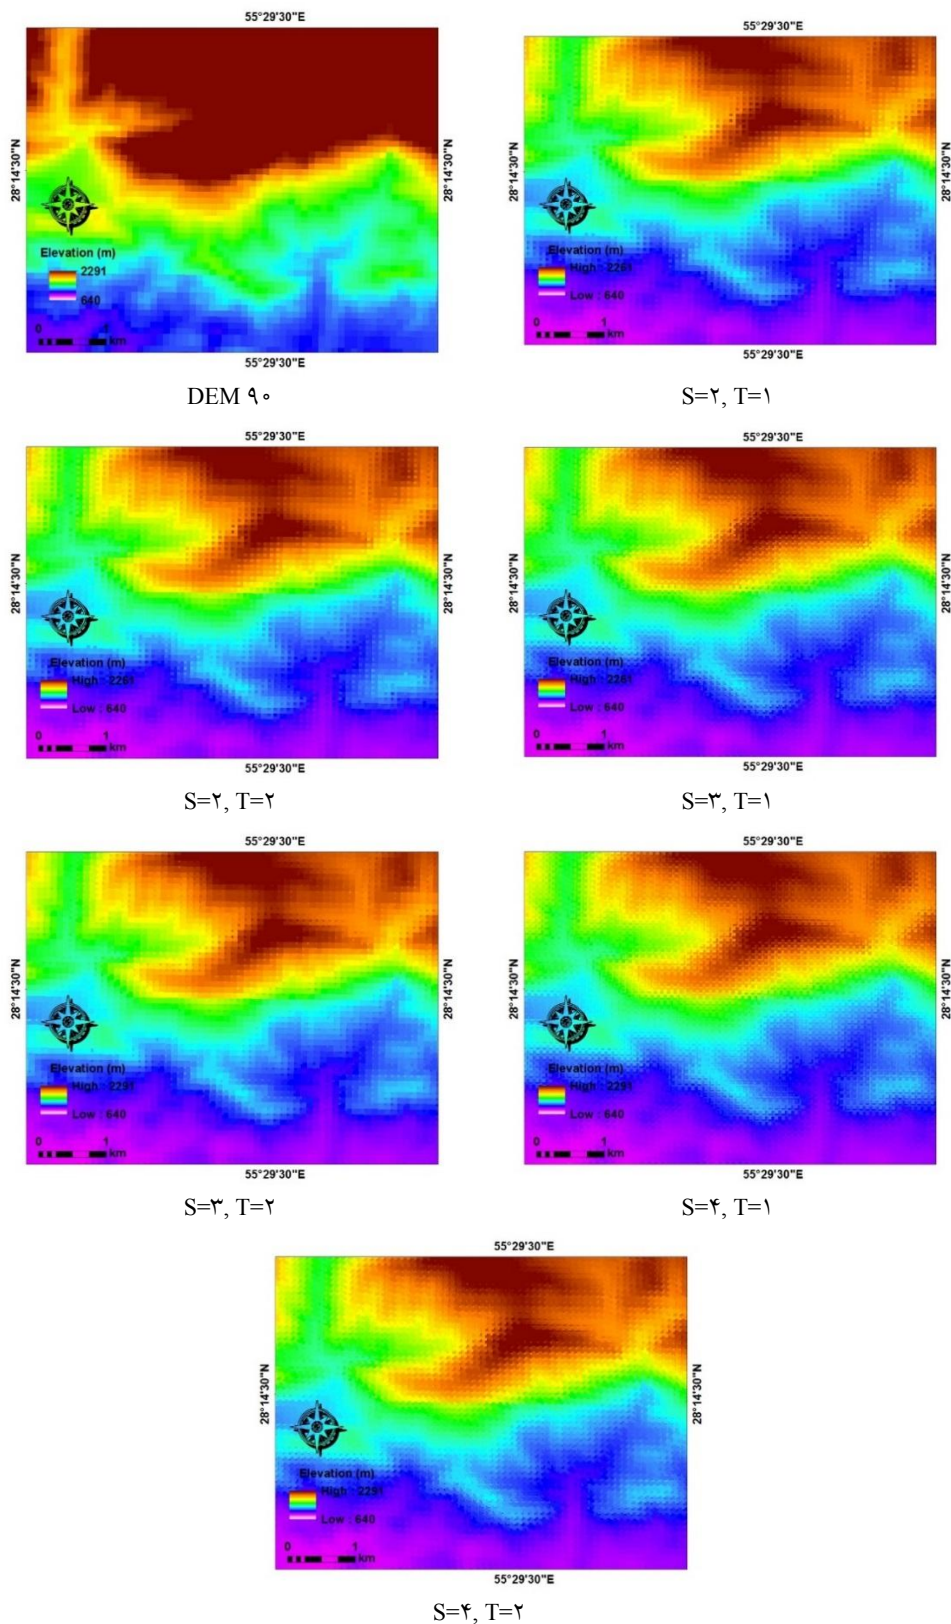 55°29'30"E
28°14'30"N
28°14'30"N
Elevation (m)
2291
640
0 1
km
55°29'30"E
DEM ۹۰
55°29'30"E
28°14'30"N
28°14'30"N
Elevation (m)
High : 2261
Low : 640
0 1
km
55°29'30"E
S=۲, T=۱
55°29'30"E
28°14'30"N
28°14'30"N
Elevation (m)
High : 2261
Low : 640
0 1
km
55°29'30"E
S=۲, T=۲
55°29'30"E
28°14'30"N
28°14'30"N
Elevation (m)
High : 2261
Low : 640
0 1
km
55°29'30"E
S=۳, T=۱
55°29'30"E
28°14'30"N
28°14'30"N
Elevation (m)
High : 2291
Low : 640
0 1
km
55°29'30"E
S=۳, T=۲
55°29'30"E
28°14'30"N
28°14'30"N
Elevation (m)
High : 2291
Low : 640
0 1
km
55°29'30"E
S=۴, T=۱
55°29'30"E
28°14'30"N
28°14'30"N
Elevation (m)
High : 2291
Low : 640
0 1
km
55°29'30"E
S=۴, T=۲